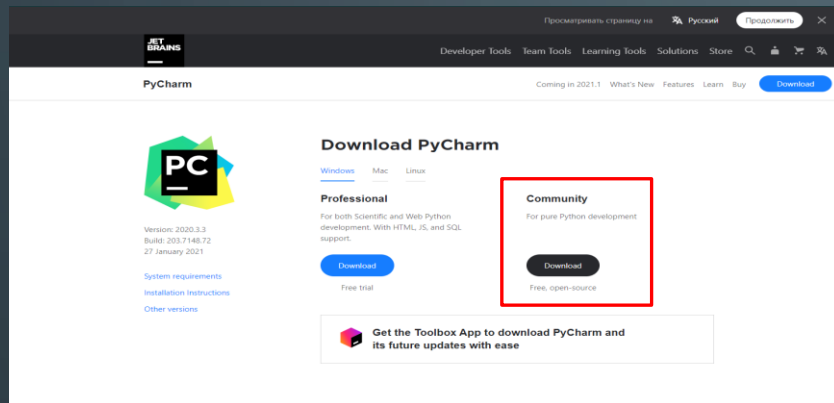 Просматривать страницу на Русский Продолжить
JET
BRAINS
Developer Tools Team Tools Learning Tools Solutions Store
PyCharm
Coming in 2021.1 What's New Features Learn Buy Download
PC
Version: 2020.3.3
Build: 203.7148.72
27 January 2021
System requirements
Installation Instructions
Other versions
Download PyCharm
Windows Mac Linux
Professional
For both Scientific and Web Python
development. With HTML, JS, and SQL
support.
Download
Free trial
Community
For pure Python development
Download
Free, open-source
Get the Toolbox App to download PyCharm and
its future updates with ease